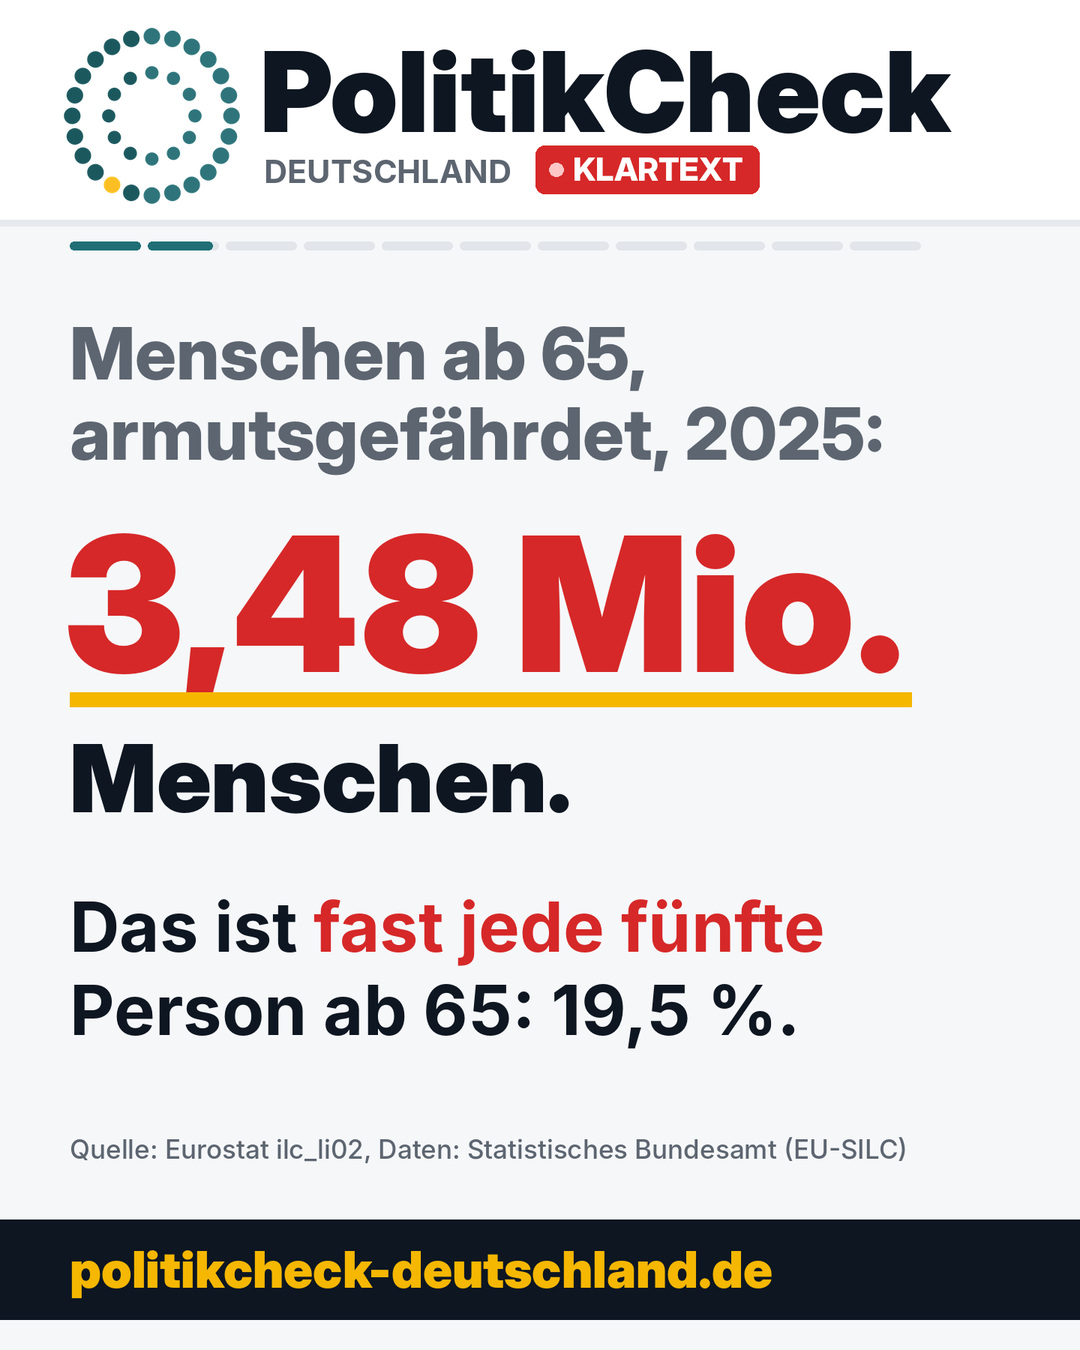 PolitikCheck
DEUTSCHLAND KLARTEXT
Menschen ab 65,
armutsgefährdet, 2025:
3,48 Mio.
Menschen.
Das ist fast jede fünfte
Person ab 65: 19,5 %.
Quelle: Eurostat ilc_li02, Daten: Statistisches Bundesamt (EU-SILC)
politikcheck-deutschland.de